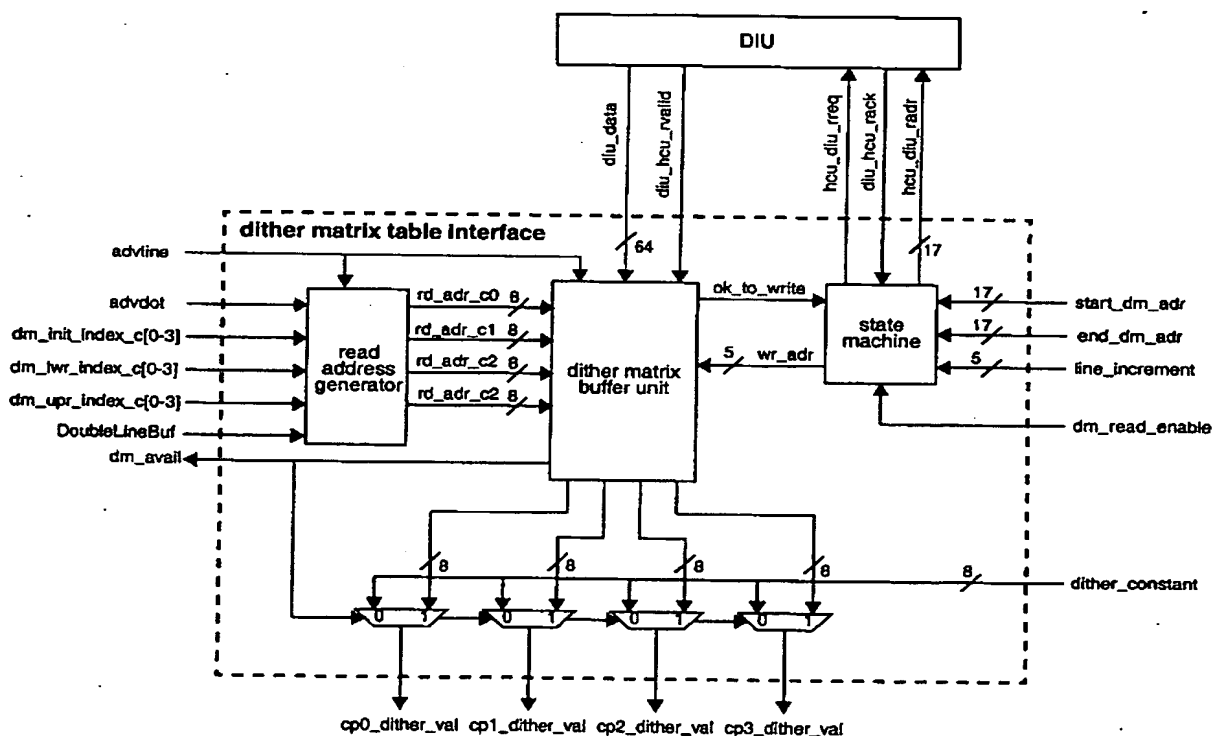 DIU
diu_data
diu_hcu_rvalid
hcu_diu_rreq
diu_hcu_rack
hcu_diu_radr
dither matrix table interface
64
17
advline
advdot
dm_init_index_c[0-3]
dm_lwr_index_c[0-3]
dm_upr_index_c[0-3]
DoubleLineBuf
dm_avail
read
address
generator
rd_adr_c0 8
rd_adr_c1 8
rd_adr_c2 8
rd_adr_c2 8
dither matrix
buffer unit
ok_to_write
5 wr_adr
state
machine
17 start_dm_adr
17 end_dm_adr
5 line_increment
dm_read_enable
8 8 8 8 8 dither_constant
0 1 0 1 0 1 0 1
cp0_dither_val cp1_dither_val cp2_dither_val cp3_dither_val